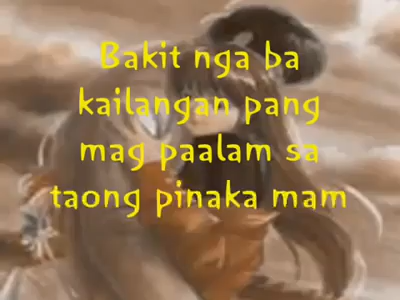 Bakit nga ba
kailangan pang
mag paalam sa
taong pinaka mam